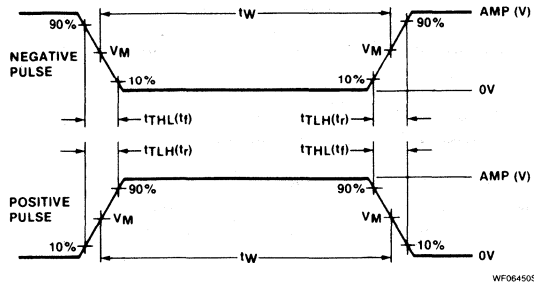 tW
90%
90%
AMP (V)
NEGATIVE
PULSE
VM
VM
10%
10%
0V
tTHL(tf)
tTLH(tr)
tTLH(tr)
tTHL(tf)
AMP (V)
POSITIVE
PULSE
90%
90%
VM
VM
10%
10%
tW
0V
WF06450S